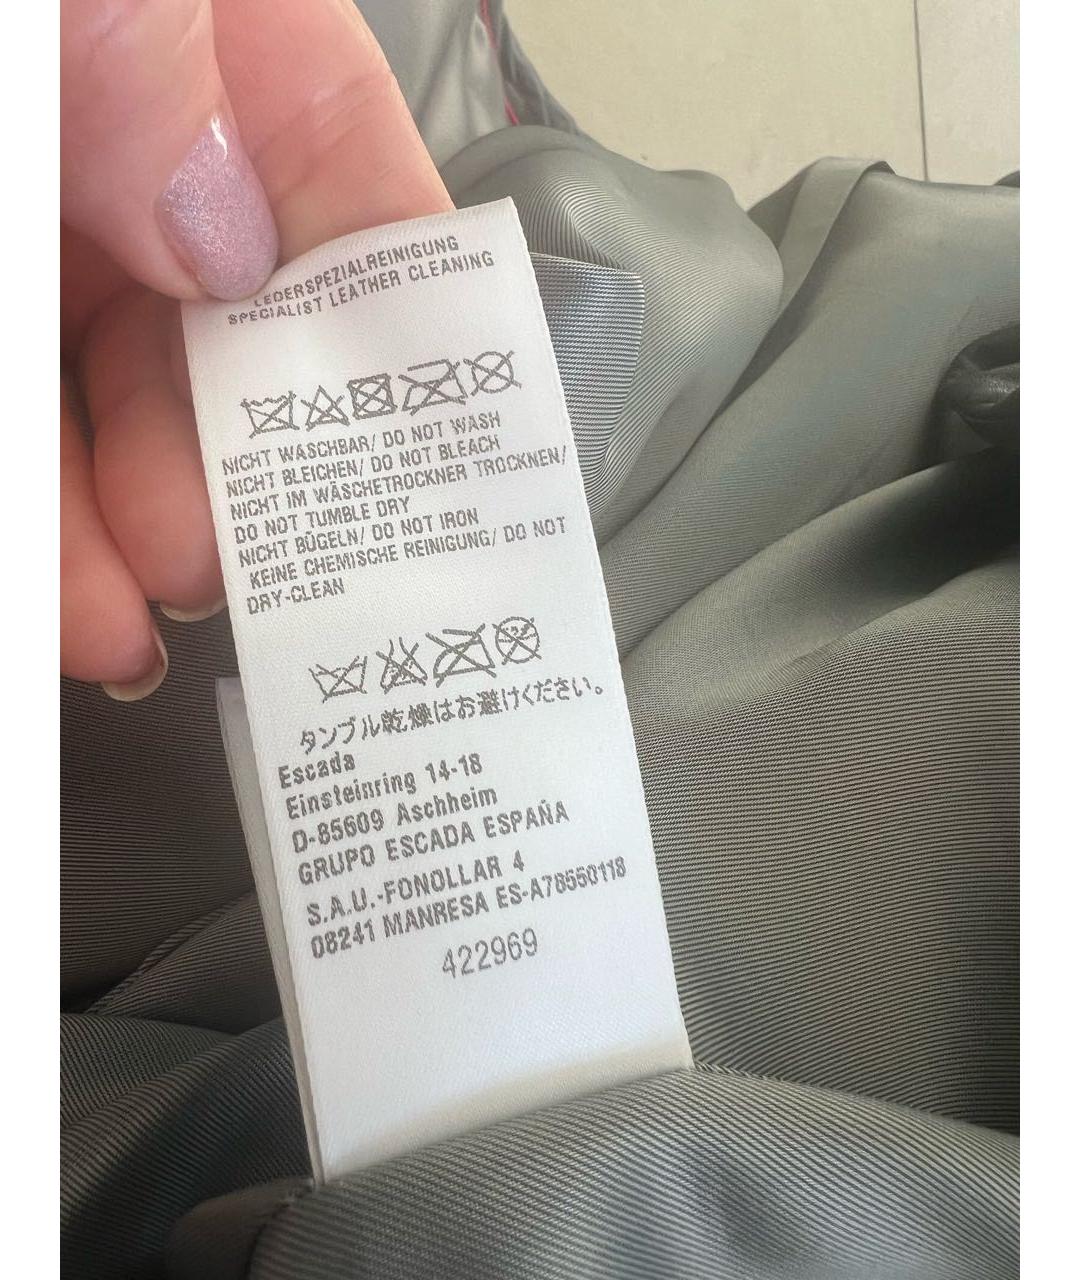 LEDERSPEZIALREINIGUNG
SPECIALIST LEATHER CLEANING
NICHT WASCHBAR/ DO NOT WASH
NICHT BLEICHEN/ DO NOT BLEACH
NICHT IM WÄSCHETROCKNER TROCKNEN/
DO NOT TUMBLE DRY
NICHT BÜGELN/ DO NOT IRON
KEINE CHEMISCHE REINIGUNG/ DO NOT
DRY-CLEAN
タンブル乾燥はお避けください。
Escada
Einsteinring 14-18
D-85609 Aschheim
GRUPO ESCADA ESPAÑA
S.A.U.-FONOLLAR 4
08241 MANRESA ES-A78550118
422969